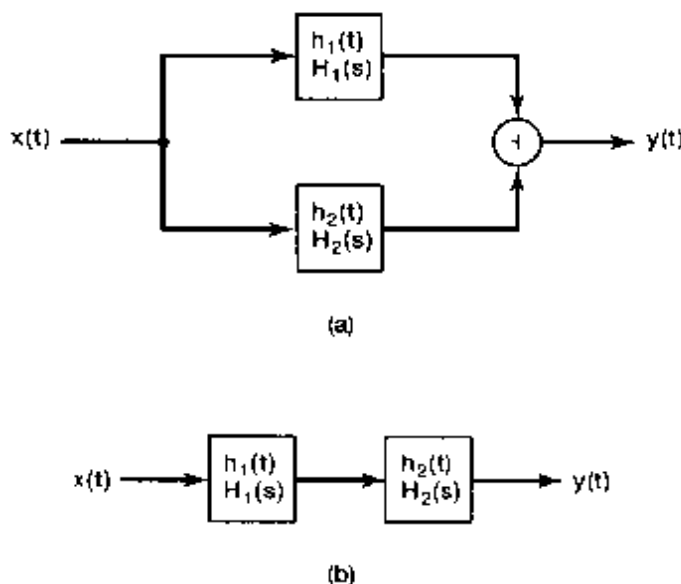 h₁(t)
H₁(s)
x(t)
+
y(t)
h₂(t)
H₂(s)
(a)
x(t)
h₁(t)
H₁(s)
h₂(t)
H₂(s)
y(t)
(b)